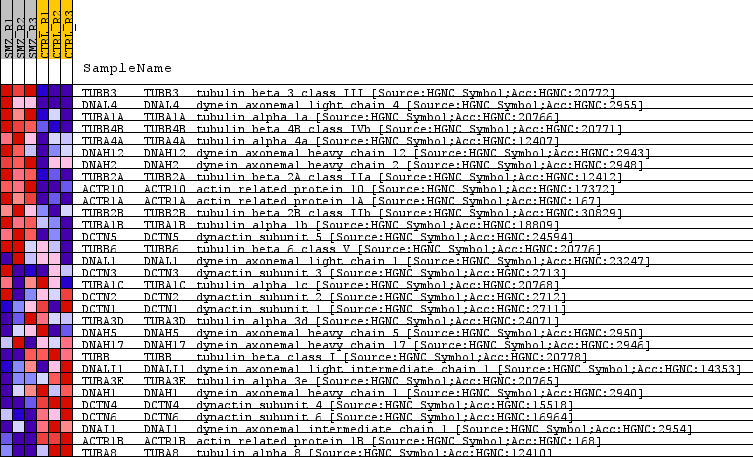 SMZ_R1
SMZ_R2
SMZ_R3
CTRL_R1
CTRL_R2
CTRL_R3
SampleName
TUBB3 TUBB3 tubulin beta 3 class III [Source:HGNC Symbol;Acc:HGNC:20772]
DNAL4 DNAL4 dynein axonemal light chain 4 [Source:HGNC Symbol;Acc:HGNC:2955]
TUBA1A TUBA1A tubulin alpha 1a [Source:HGNC Symbol;Acc:HGNC:20766]
TUBB4B TUBB4B tubulin beta 4B class IVb [Source:HGNC Symbol;Acc:HGNC:20771]
TUBA4A TUBA4A tubulin alpha 4a [Source:HGNC Symbol;Acc:HGNC:12407]
DNAH12 DNAH12 dynein axonemal heavy chain 12 [Source:HGNC Symbol;Acc:HGNC:2943]
DNAH2 DNAH2 dynein axonemal heavy chain 2 [Source:HGNC Symbol;Acc:HGNC:2948]
TUBB2A TUBB2A tubulin beta 2A class IIa [Source:HGNC Symbol;Acc:HGNC:12412]
ACTR10 ACTR10 actin related protein 10 [Source:HGNC Symbol;Acc:HGNC:17372]
ACTR1A ACTR1A actin related protein 1A [Source:HGNC Symbol;Acc:HGNC:167]
TUBB2B TUBB2B tubulin beta 2B class IIb [Source:HGNC Symbol;Acc:HGNC:30829]
TUBA1B TUBA1B tubulin alpha 1b [Source:HGNC Symbol;Acc:HGNC:18809]
DCTN5 DCTN5 dynactin subunit 5 [Source:HGNC Symbol;Acc:HGNC:24594]
TUBB6 TUBB6 tubulin beta 6 class V [Source:HGNC Symbol;Acc:HGNC:20776]
DNAL1 DNAL1 dynein axonemal light chain 1 [Source:HGNC Symbol;Acc:HGNC:23247]
DCTN3 DCTN3 dynactin subunit 3 [Source:HGNC Symbol;Acc:HGNC:2713]
TUBA1C TUBA1C tubulin alpha 1c [Source:HGNC Symbol;Acc:HGNC:20768]
DCTN2 DCTN2 dynactin subunit 2 [Source:HGNC Symbol;Acc:HGNC:2712]
DCTN1 DCTN1 dynactin subunit 1 [Source:HGNC Symbol;Acc:HGNC:2711]
TUBA3D TUBA3D tubulin alpha 3d [Source:HGNC Symbol;Acc:HGNC:24071]
DNAH5 DNAH5 dynein axonemal heavy chain 5 [Source:HGNC Symbol;Acc:HGNC:2950]
DNAH17 DNAH17 dynein axonemal heavy chain 17 [Source:HGNC Symbol;Acc:HGNC:2946]
TUBB TUBB tubulin beta class I [Source:HGNC Symbol;Acc:HGNC:20778]
DNALI1 DNALI1 dynein axonemal light intermediate chain 1 [Source:HGNC Symbol;Acc:HGNC:14353]
TUBA3E TUBA3E tubulin alpha 3e [Source:HGNC Symbol;Acc:HGNC:20765]
DNAH1 DNAH1 dynein axonemal heavy chain 1 [Source:HGNC Symbol;Acc:HGNC:2940]
DCTN4 DCTN4 dynactin subunit 4 [Source:HGNC Symbol;Acc:HGNC:15518]
DCTN6 DCTN6 dynactin subunit 6 [Source:HGNC Symbol;Acc:HGNC:16964]
DNAI1 DNAI1 dynein axonemal intermediate chain 1 [Source:HGNC Symbol;Acc:HGNC:2954]
ACTR1B ACTR1B actin related protein 1B [Source:HGNC Symbol;Acc:HGNC:168]
TUBA8 TUBA8 tubulin alpha 8 [Source:HGNC Symbol;Acc:HGNC:12410]